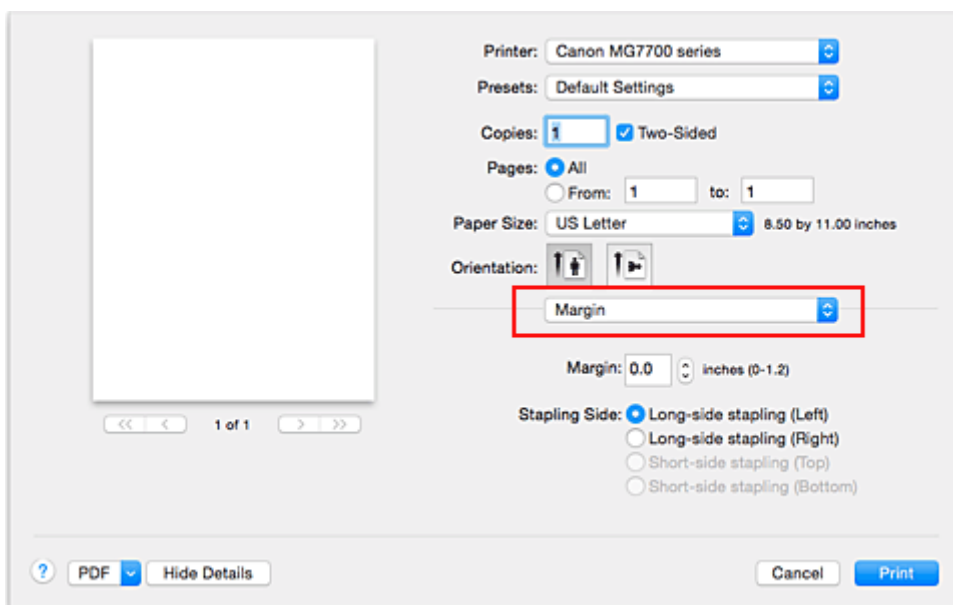 Printer: Canon MG7700 series
Presets: Default Settings
Copies: 1 Two-Sided
Pages: All
From: 1 to: 1
Paper Size: US Letter 8.50 by 11.00 inches
Orientation:
Margin
Margin: 0.0 inches (0-1.2)
Stapling Side: Long-side stapling (Left)
Long-side stapling (Right)
Short-side stapling (Top)
Short-side stapling (Bottom)
<< < 1 of 1 > >>
? PDF Hide Details Cancel Print